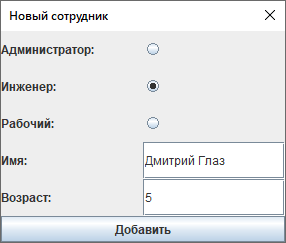 Новый сотрудник
Администратор:
Инженер:
Рабочий:
Имя: Дмитрий Глаз
Возраст: 5
Добавить